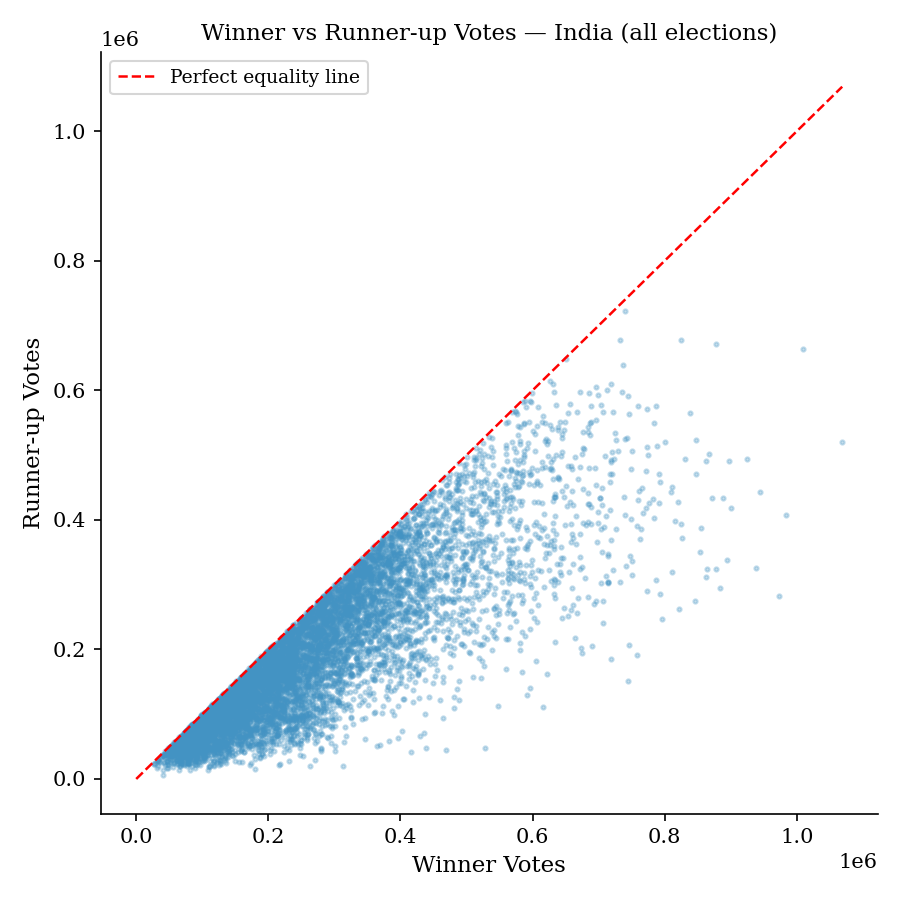 Winner vs Runner-up Votes — India (all elections)
1e6
Perfect equality line
1.0
0.8
0.6
0.4
0.2
0.0
Runner-up Votes
0.0 0.2 0.4 0.6 0.8 1.0
Winner Votes
1e6